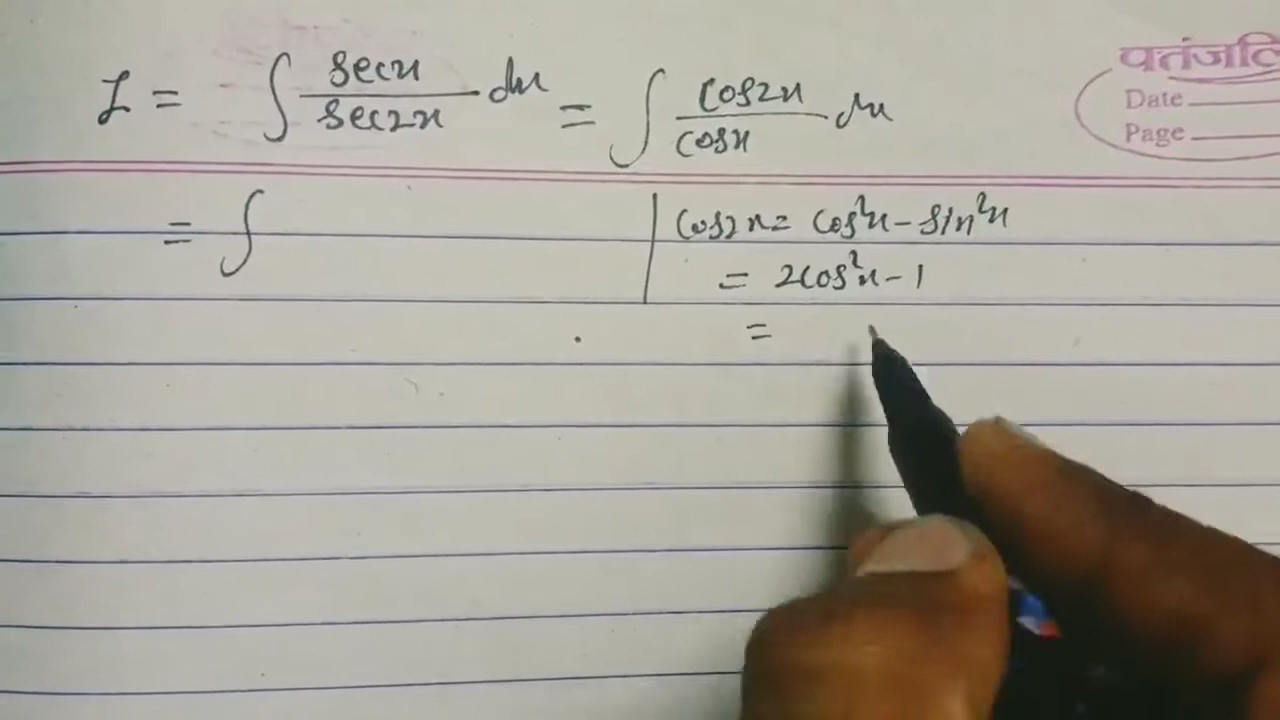 I = ∫ secx/sec2x dx = ∫ cos2x/cosx dx
पतंजलि
Date
Page
= ∫
cos2x = cos²x - sin²x
= 2cos²x - 1
=